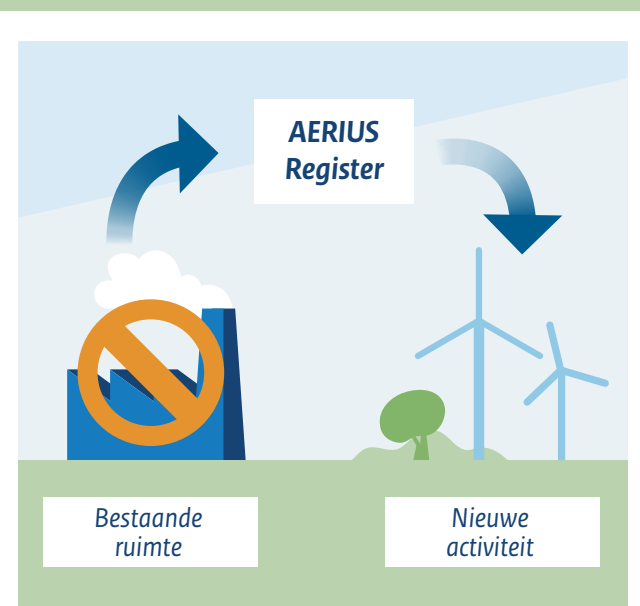 AERIUS
Register
Bestaande
ruimte
Nieuwe
activiteit